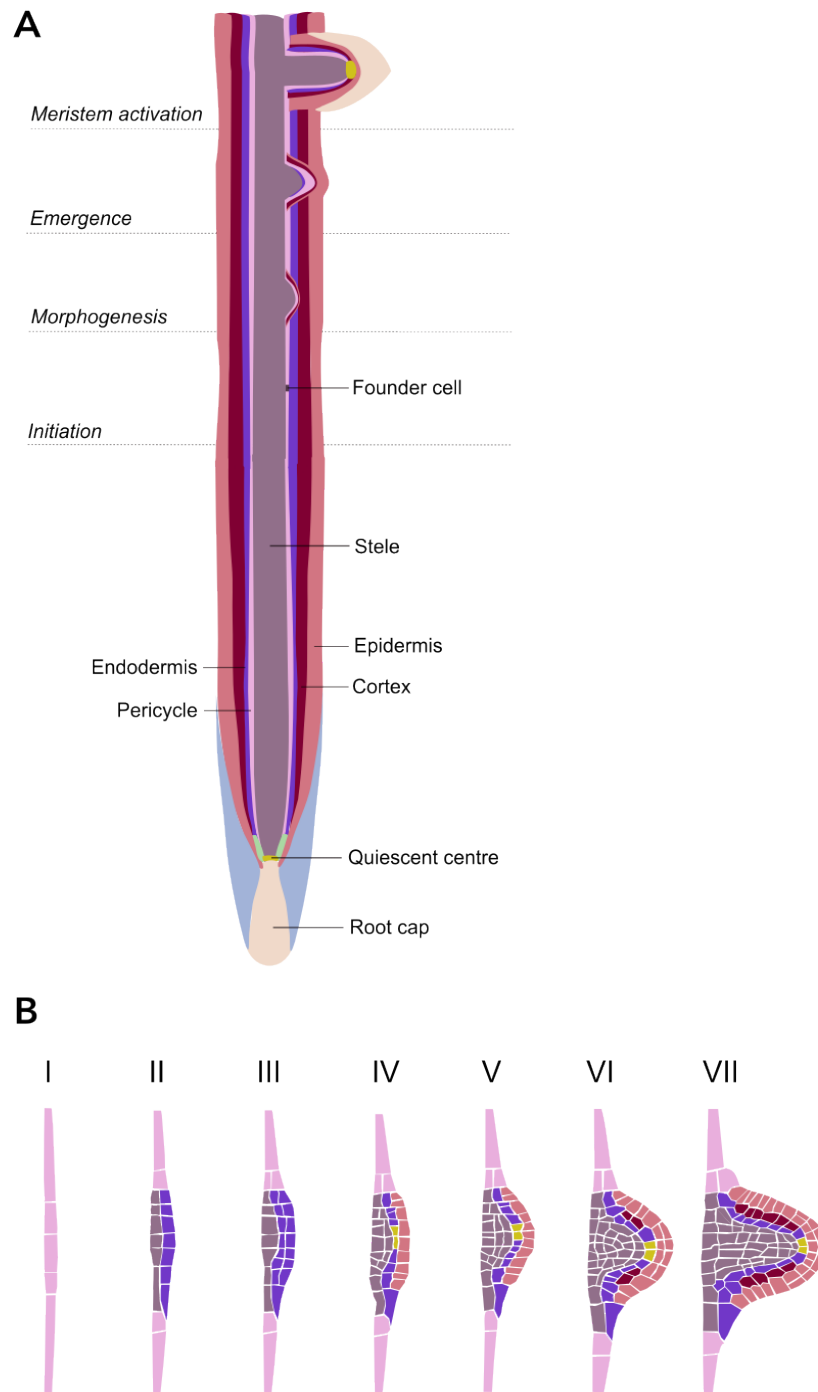 A
Meristem activation
Emergence
Morphogenesis
Founder cell
Initiation
Stele
Epidermis
Endodermis
Cortex
Pericycle
Quiescent centre
Root cap
B
I II III IV V VI VII